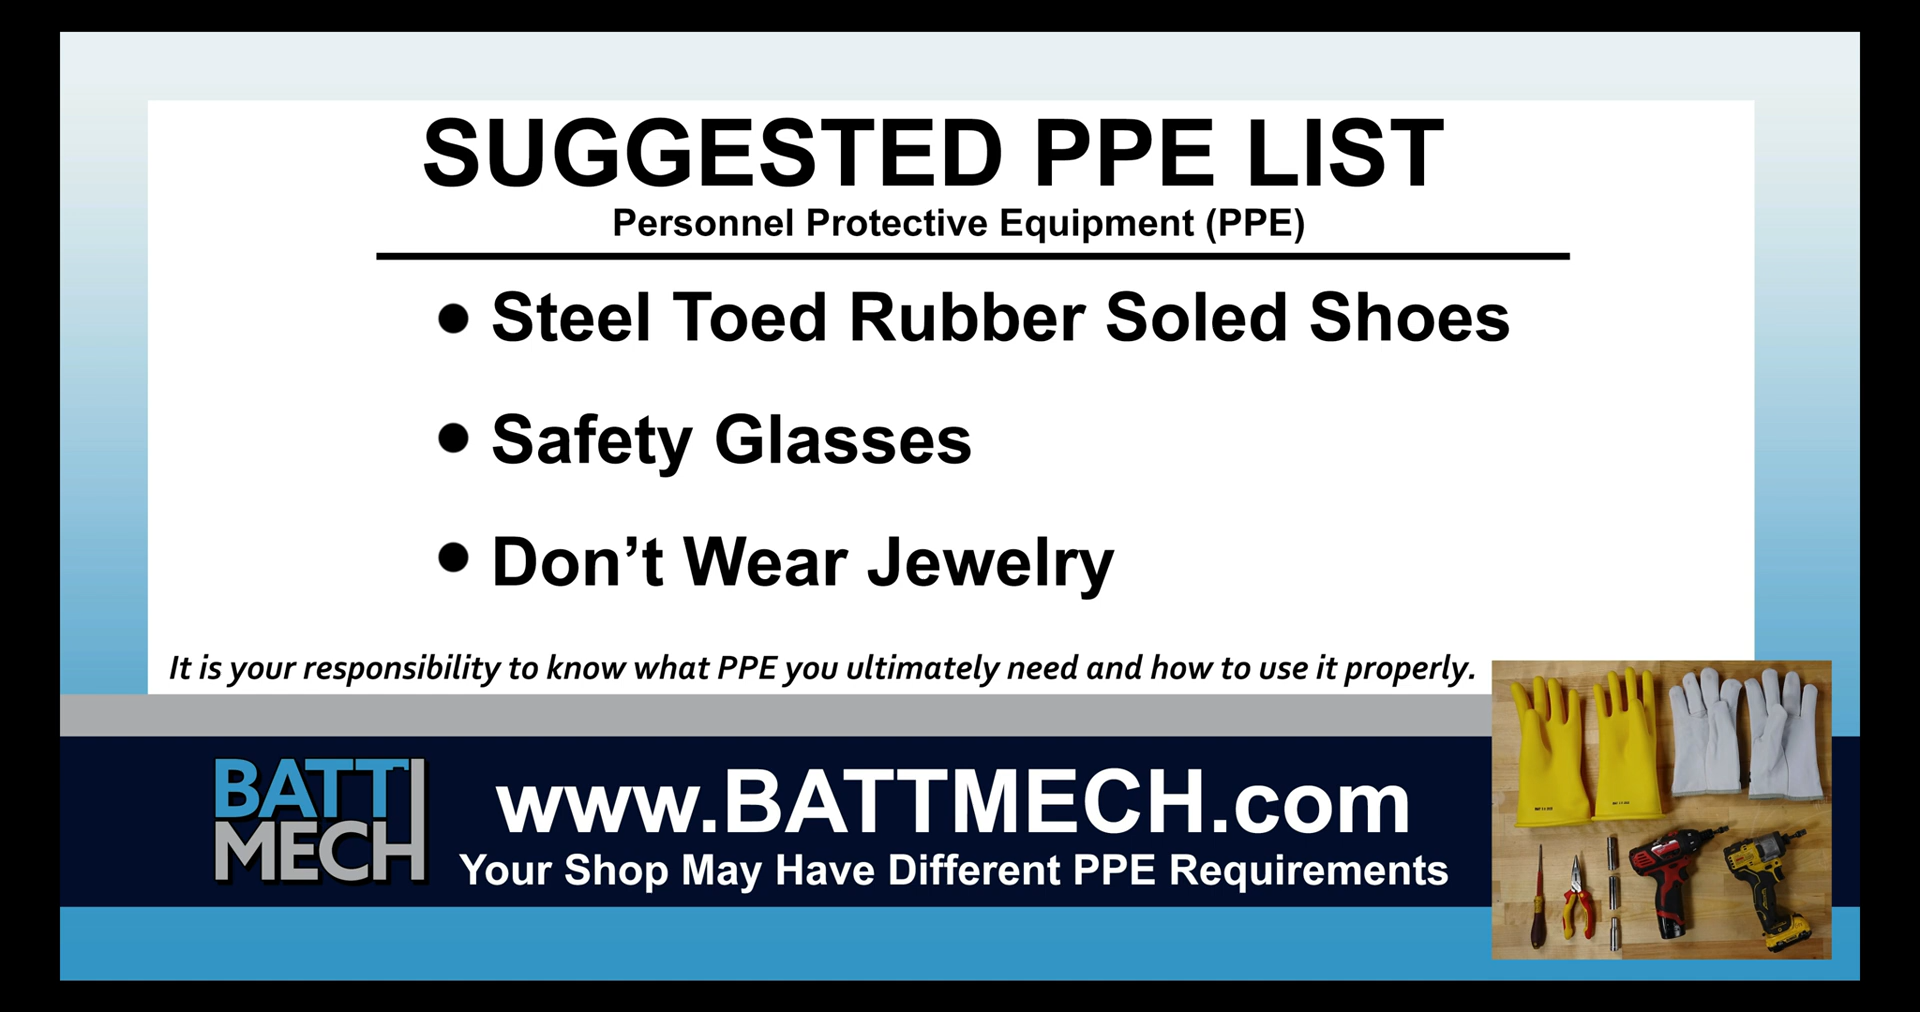 SUGGESTED PPE LIST
Personnel Protective Equipment (PPE)
• Steel Toed Rubber Soled Shoes
• Safety Glasses
• Don’t Wear Jewelry
It is your responsibility to know what PPE you ultimately need and how to use it properly.
BATT
MECH
www.BATTMECH.com
Your Shop May Have Different PPE Requirements